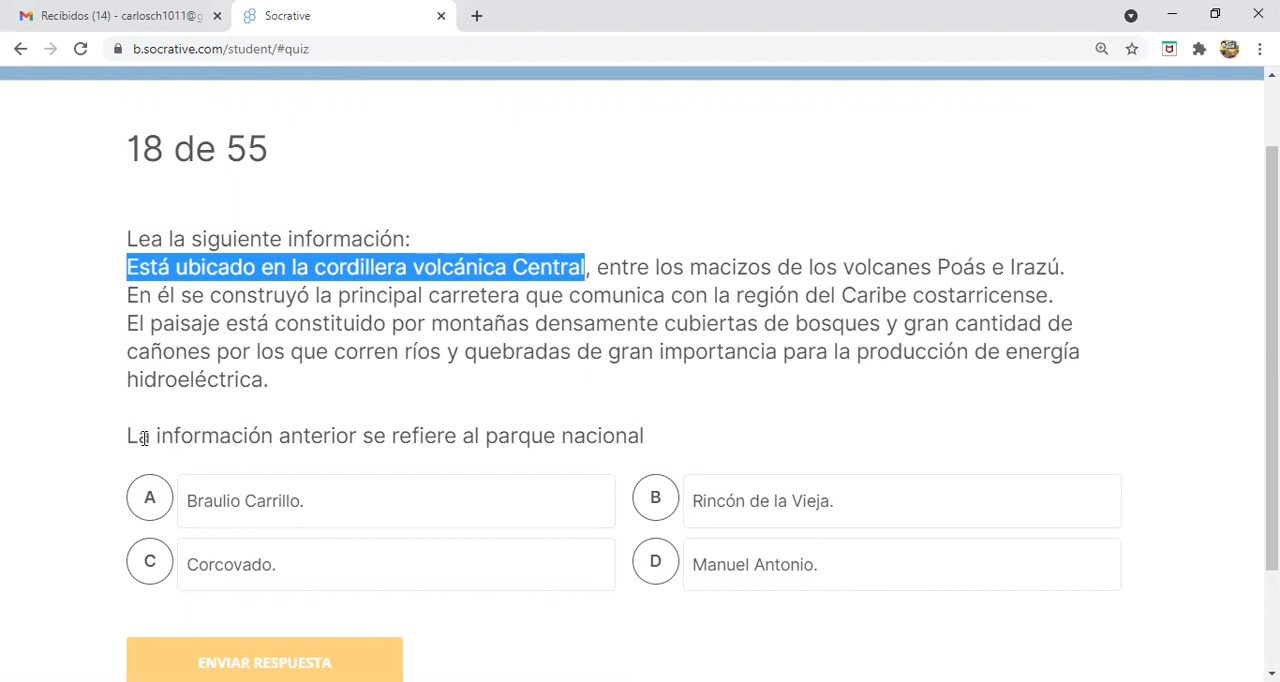 Recibidos (14) - carlosch1011@g
Socrative
b.socrative.com/student/#quiz
18 de 55
Lea la siguiente información:
Está ubicado en la cordillera volcánica Central, entre los macizos de los volcanes Poás e Irazú.
En él se construyó la principal carretera que comunica con la región del Caribe costarricense.
El paisaje está constituido por montañas densamente cubiertas de bosques y gran cantidad de
cañones por los que corren ríos y quebradas de gran importancia para la producción de energía
hidroeléctrica.
La información anterior se refiere al parque nacional
A Braulio Carrillo.
B Rincón de la Vieja.
C Corcovado.
D Manuel Antonio.
ENVIAR RESPUESTA